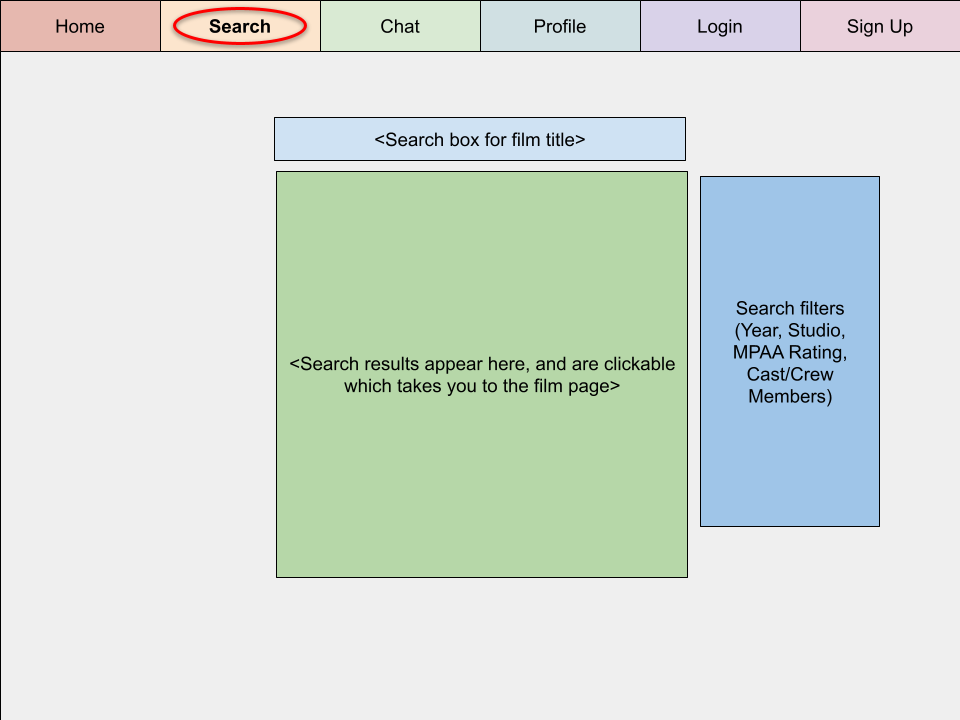 Home
Search
Chat
Profile
Login
Sign Up
<Search box for film title>
<Search results appear here, and are clickable
which takes you to the film page>
Search filters
(Year, Studio,
MPAA Rating,
Cast/Crew
Members)